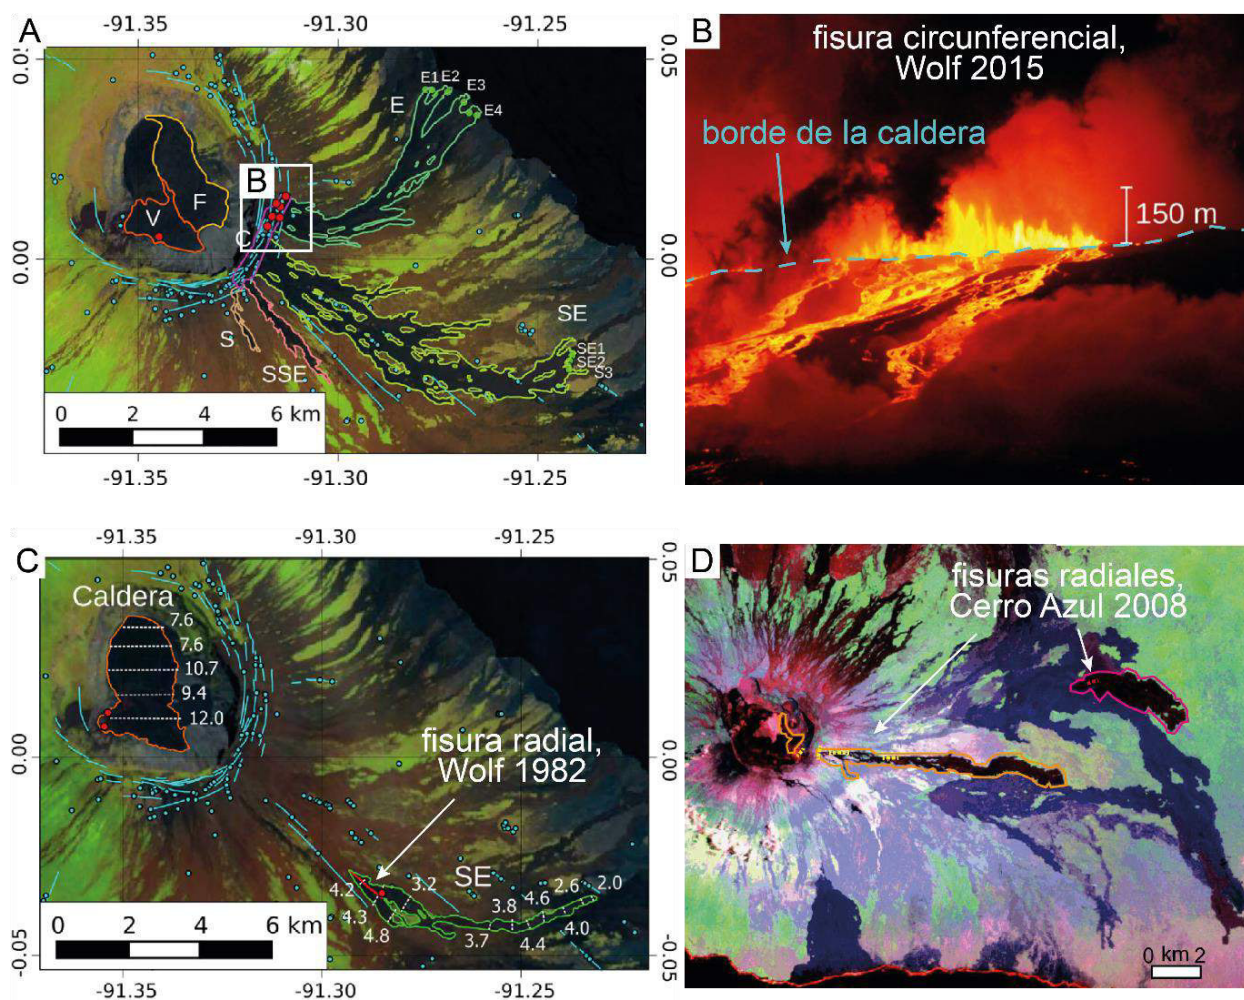 A
-91.35
-91.30
-91.25
0.05
0.00
E
E1
E2
E3
E4
B
V
F
C
S
SSE
SE
SE1
SE2
S3
0 2 4 6 km
-91.35
-91.30
-91.25
B
fisura circunferencial,
Wolf 2015
borde de la caldera
150 m
0.05
0.00
C
-91.35
-91.30
-91.25
Caldera
7.6
7.6
10.7
9.4
12.0
fisura radial,
Wolf 1982
SE
4.2
3.2
4.3
4.8
3.7
3.8
4.6
4.4
2.6
4.0
2.0
0.00
-0.05
0 2 4 6 km
-91.35
-91.30
-91.25
D
fisuras radiales,
Cerro Azul 2008
0 km 2
0.05
0.00
-0.05